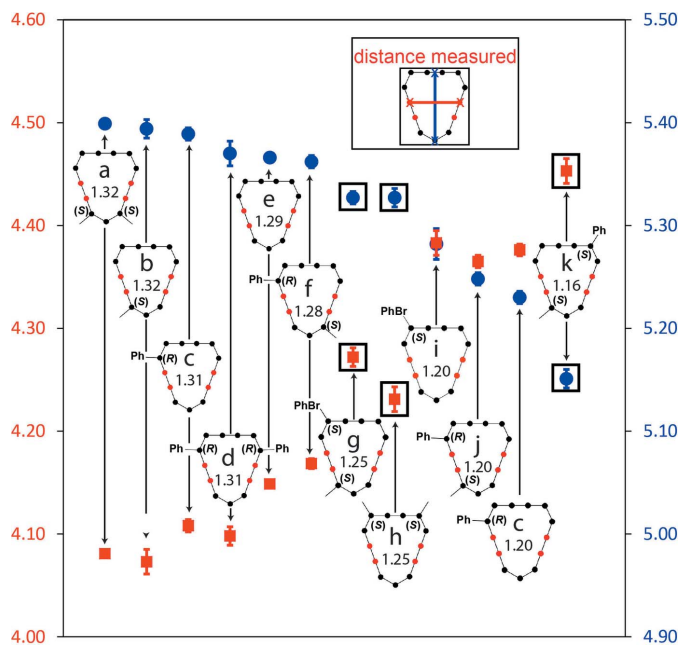 4.60
4.50
4.40
4.30
4.20
4.10
4.00
5.50
5.40
5.30
5.20
5.10
5.00
4.90
distance measured
a
1.32
(S) (S)
b
1.32
(S)
Ph (R) c
1.31
Ph (R) (R) Ph
d
1.31
e
1.29
Ph (R)
f
1.28
(S)
PhBr
(S)
g
1.25
(S)
(S) (S)
h
1.25
PhBr
(S)
i
1.20
Ph (R)
j
1.20
(S)
Ph (R) c
1.20
Ph
(S)
k
1.16
(S)